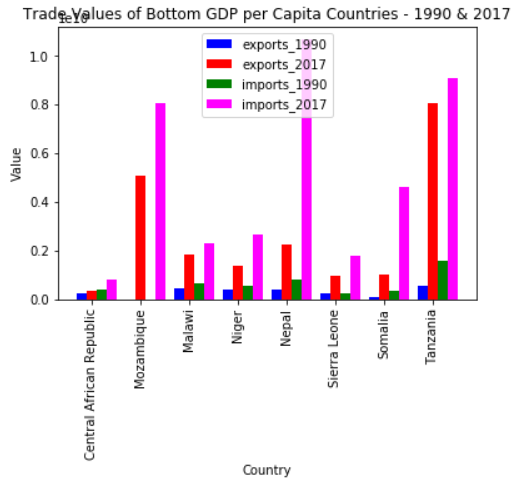 Trade Values of Bottom GDP per Capita Countries - 1990 & 2017
exports_1990
exports_2017
imports_1990
imports_2017
1.0
0.8
0.6
0.4
0.2
0.0
Value
Central African Republic
Mozambique
Malawi
Niger
Nepal
Sierra Leone
Somalia
Tanzania
Country